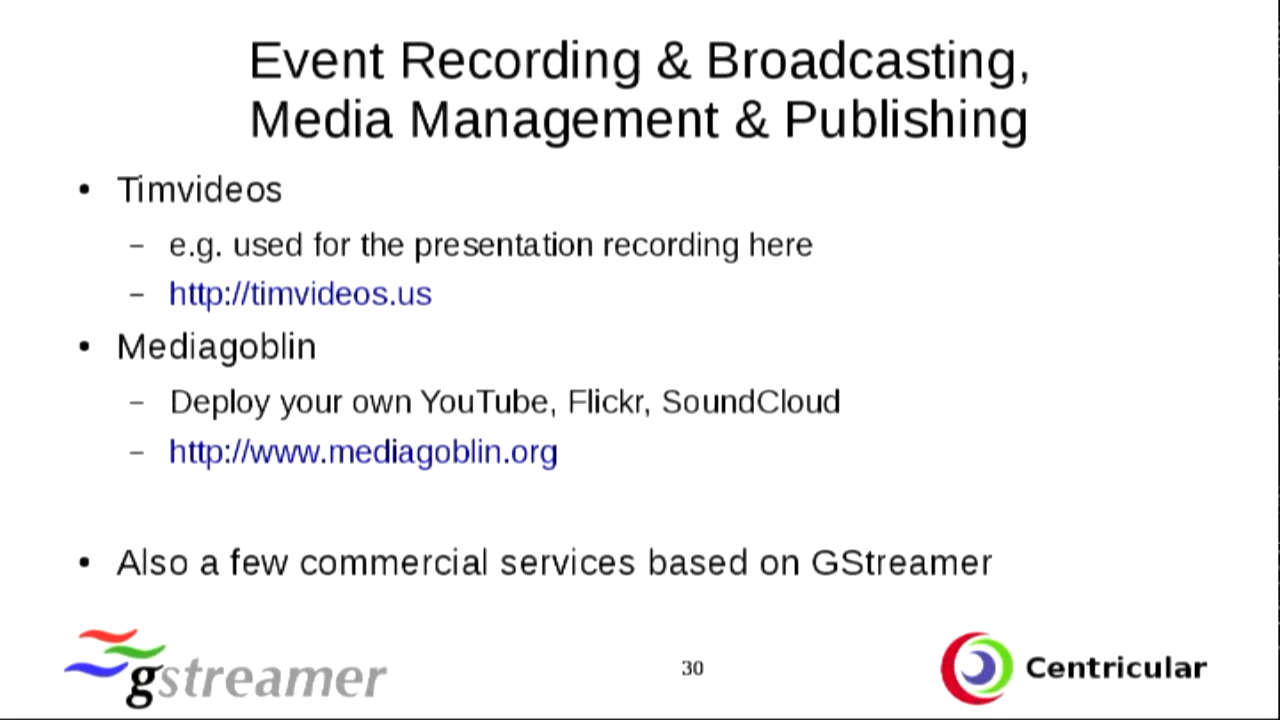 Event Recording & Broadcasting,
Media Management & Publishing
• Timvideos
– e.g. used for the presentation recording here
– http://timvideos.us
• Mediagoblin
– Deploy your own YouTube, Flickr, SoundCloud
– http://www.mediagoblin.org
• Also a few commercial services based on GStreamer
gstreamer
30
Centricular